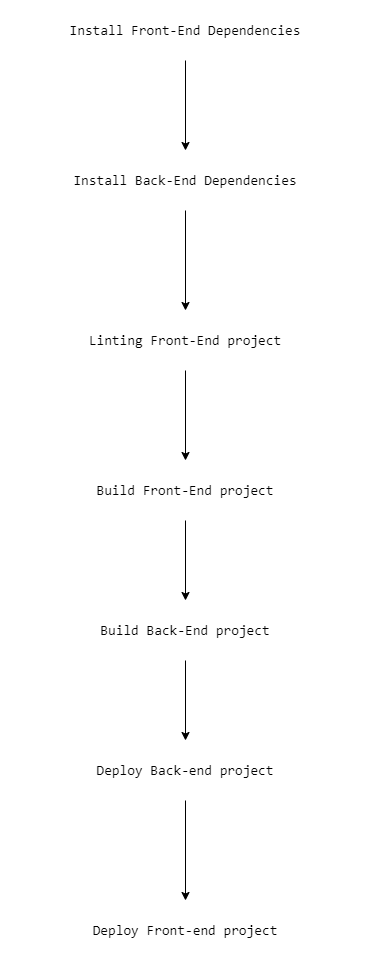 Install Front-End Dependencies
Install Back-End Dependencies
Linting Front-End project
Build Front-End project
Build Back-End project
Deploy Back-end project
Deploy Front-end project